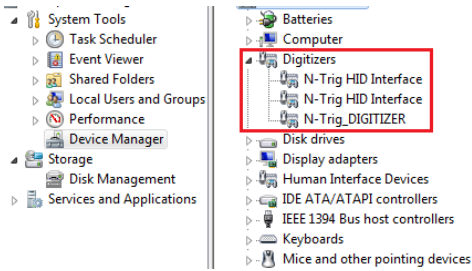 System Tools
Task Scheduler
Event Viewer
Shared Folders
Local Users and Groups
Performance
Device Manager
Storage
Disk Management
Services and Applications
Batteries
Computer
Digitizers
N-Trig HID Interface
N-Trig HID Interface
N-Trig_DIGITIZER
Disk drives
Display adapters
Human Interface Devices
IDE ATA/ATAPI controllers
IEEE 1394 Bus host controllers
Keyboards
Mice and other pointing devices